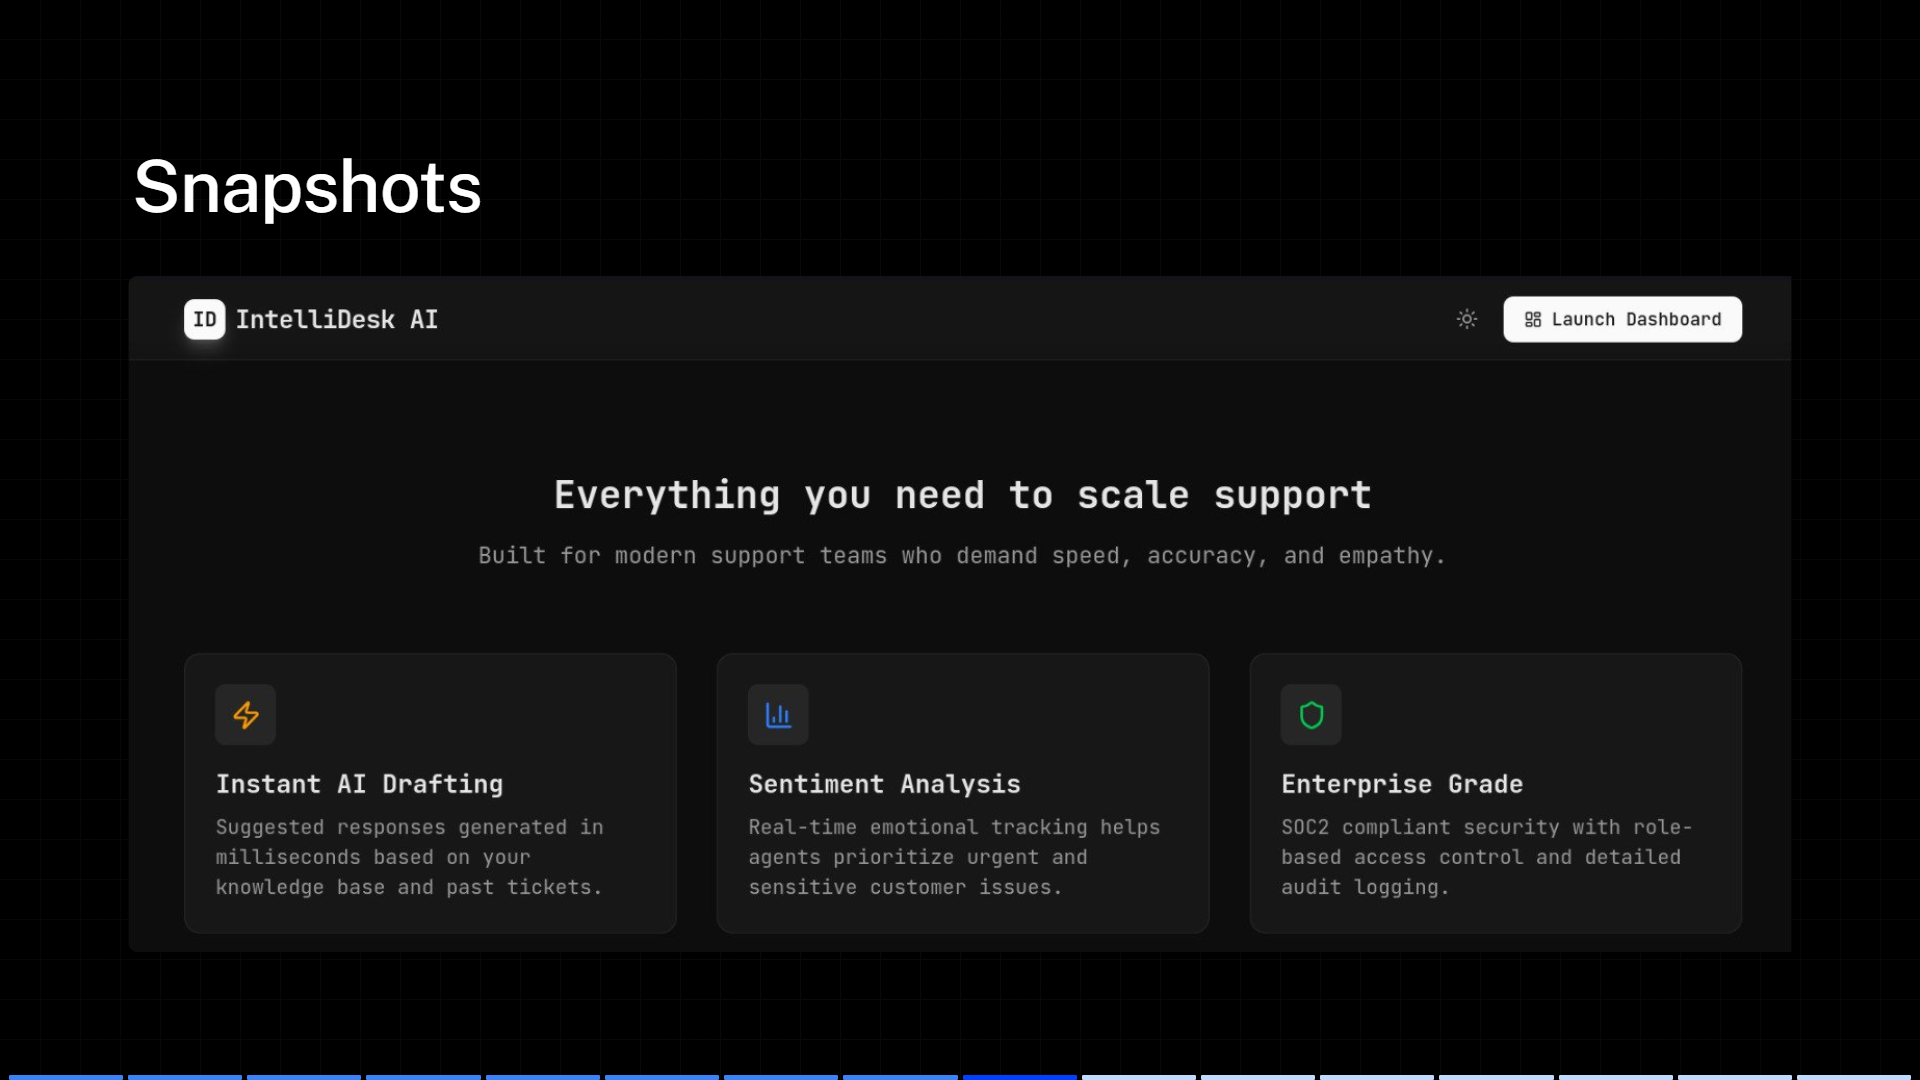 Snapshots
ID IntelliDesk AI
Launch Dashboard
Everything you need to scale support
Built for modern support teams who demand speed, accuracy, and empathy.
Instant AI Drafting
Suggested responses generated in
milliseconds based on your
knowledge base and past tickets.
Sentiment Analysis
Real-time emotional tracking helps
agents prioritize urgent and
sensitive customer issues.
Enterprise Grade
SOC2 compliant security with role-
based access control and detailed
audit logging.